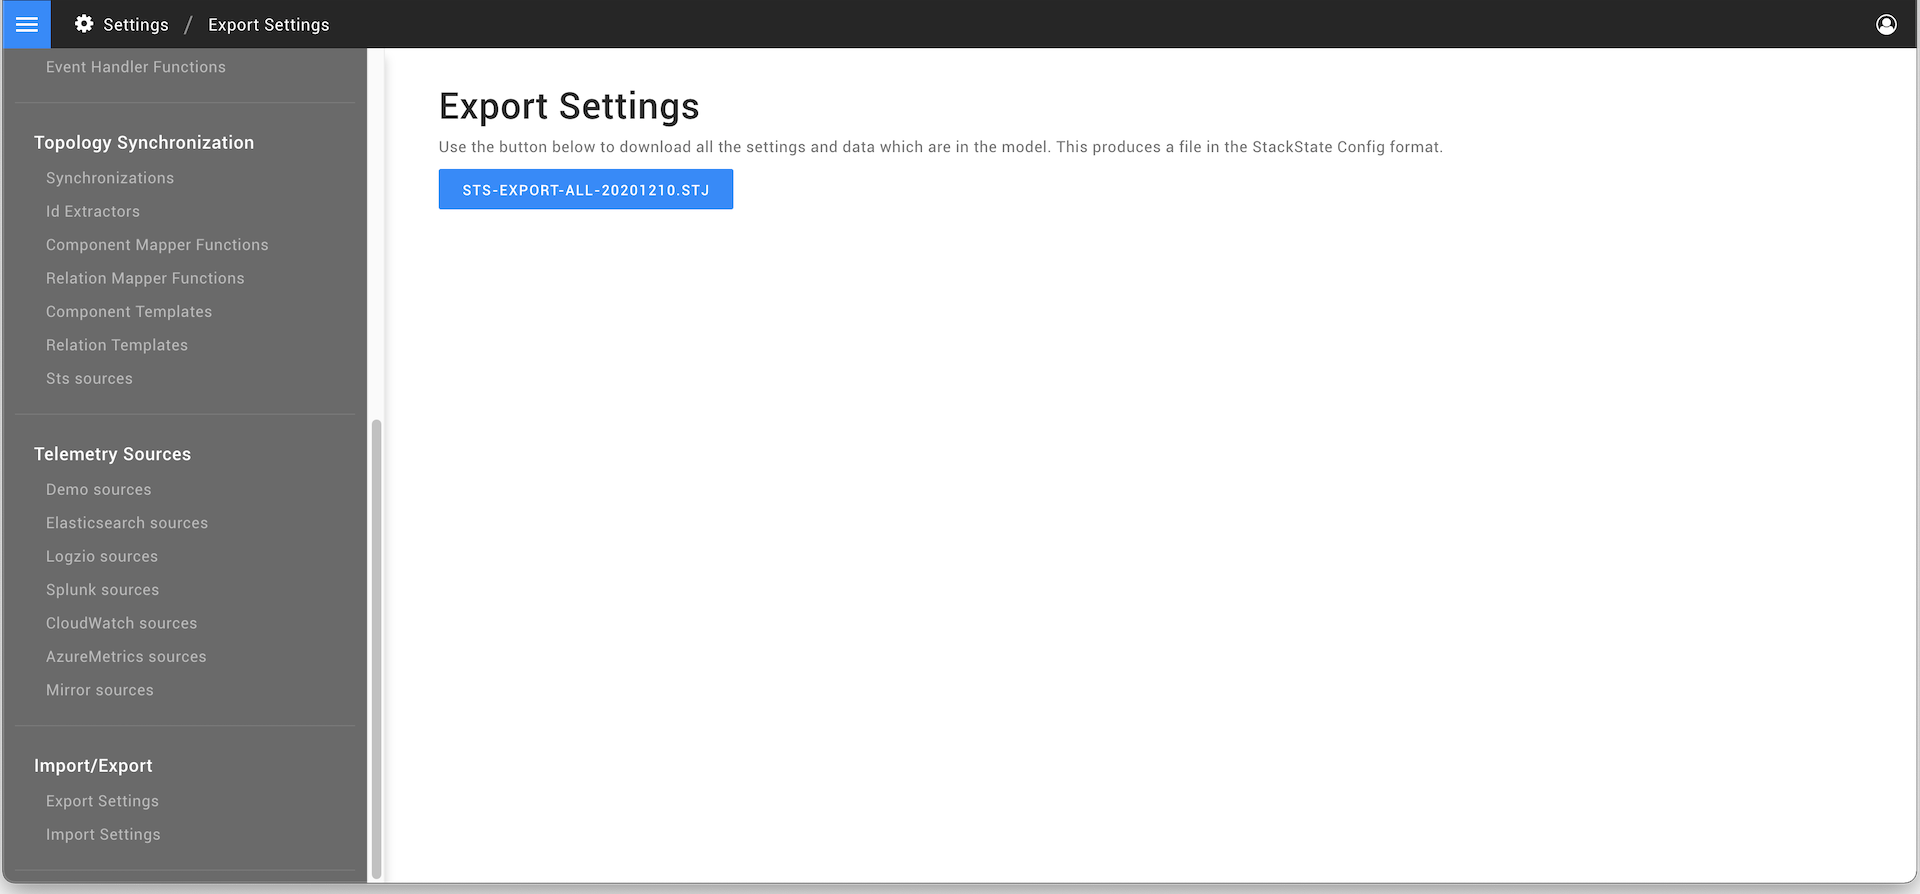 Settings / Export Settings
Event Handler Functions
Topology Synchronization
Synchronizations
Id Extractors
Component Mapper Functions
Relation Mapper Functions
Component Templates
Relation Templates
Sts sources
Telemetry Sources
Demo sources
Elasticsearch sources
Logzio sources
Splunk sources
CloudWatch sources
AzureMetrics sources
Mirror sources
Import/Export
Export Settings
Import Settings
Export Settings
Use the button below to download all the settings and data which are in the model. This produces a file in the StackState Config format.
STS-EXPORT-ALL-20201210.STJ